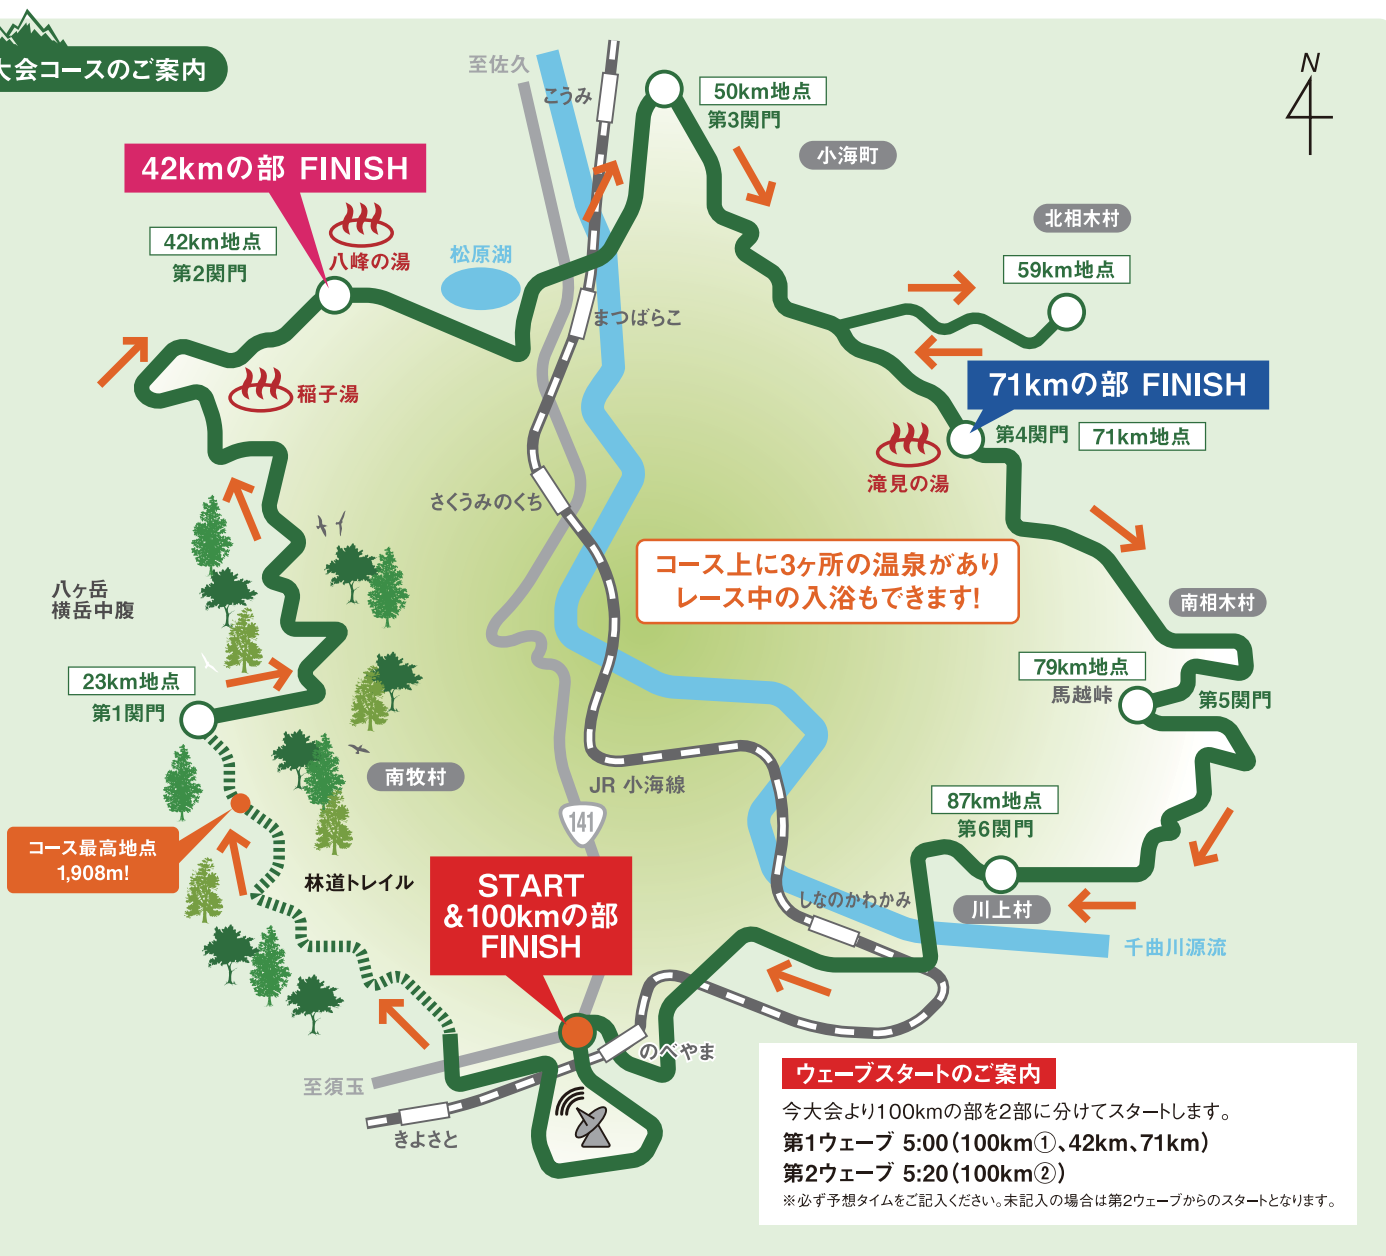 大会コースのご案内
N
至佐久
こうみ
50km地点
第3関門
小海町
42kmの部 FINISH
北相木村
42km地点
第2関門
八峰の湯
松原湖
59km地点
まつばらこ
稲子湯
71kmの部 FINISH
第4関門
71km地点
滝見の湯
さくうみのくち
コース上に3ヶ所の温泉があり
レース中の入浴もできます!
八ヶ岳
横岳中腹
南相木村
23km地点
第1関門
79km地点
馬越峠
第5関門
南牧村
JR 小海線
141
87km地点
第6関門
コース最高地点
1,908m!
林道トレイル
START
&100kmの部
FINISH
しなのかわかみ
川上村
千曲川源流
のべやま
至須玉
きよさと
ウェーブスタートのご案内
今大会より100kmの部を2部に分けてスタートします。
第1ウェーブ 5:00(100km①、42km、71km)
第2ウェーブ 5:20(100km②)
※必ず予想タイムをご記入ください。未記入の場合は第2ウェーブからのスタートとなります。